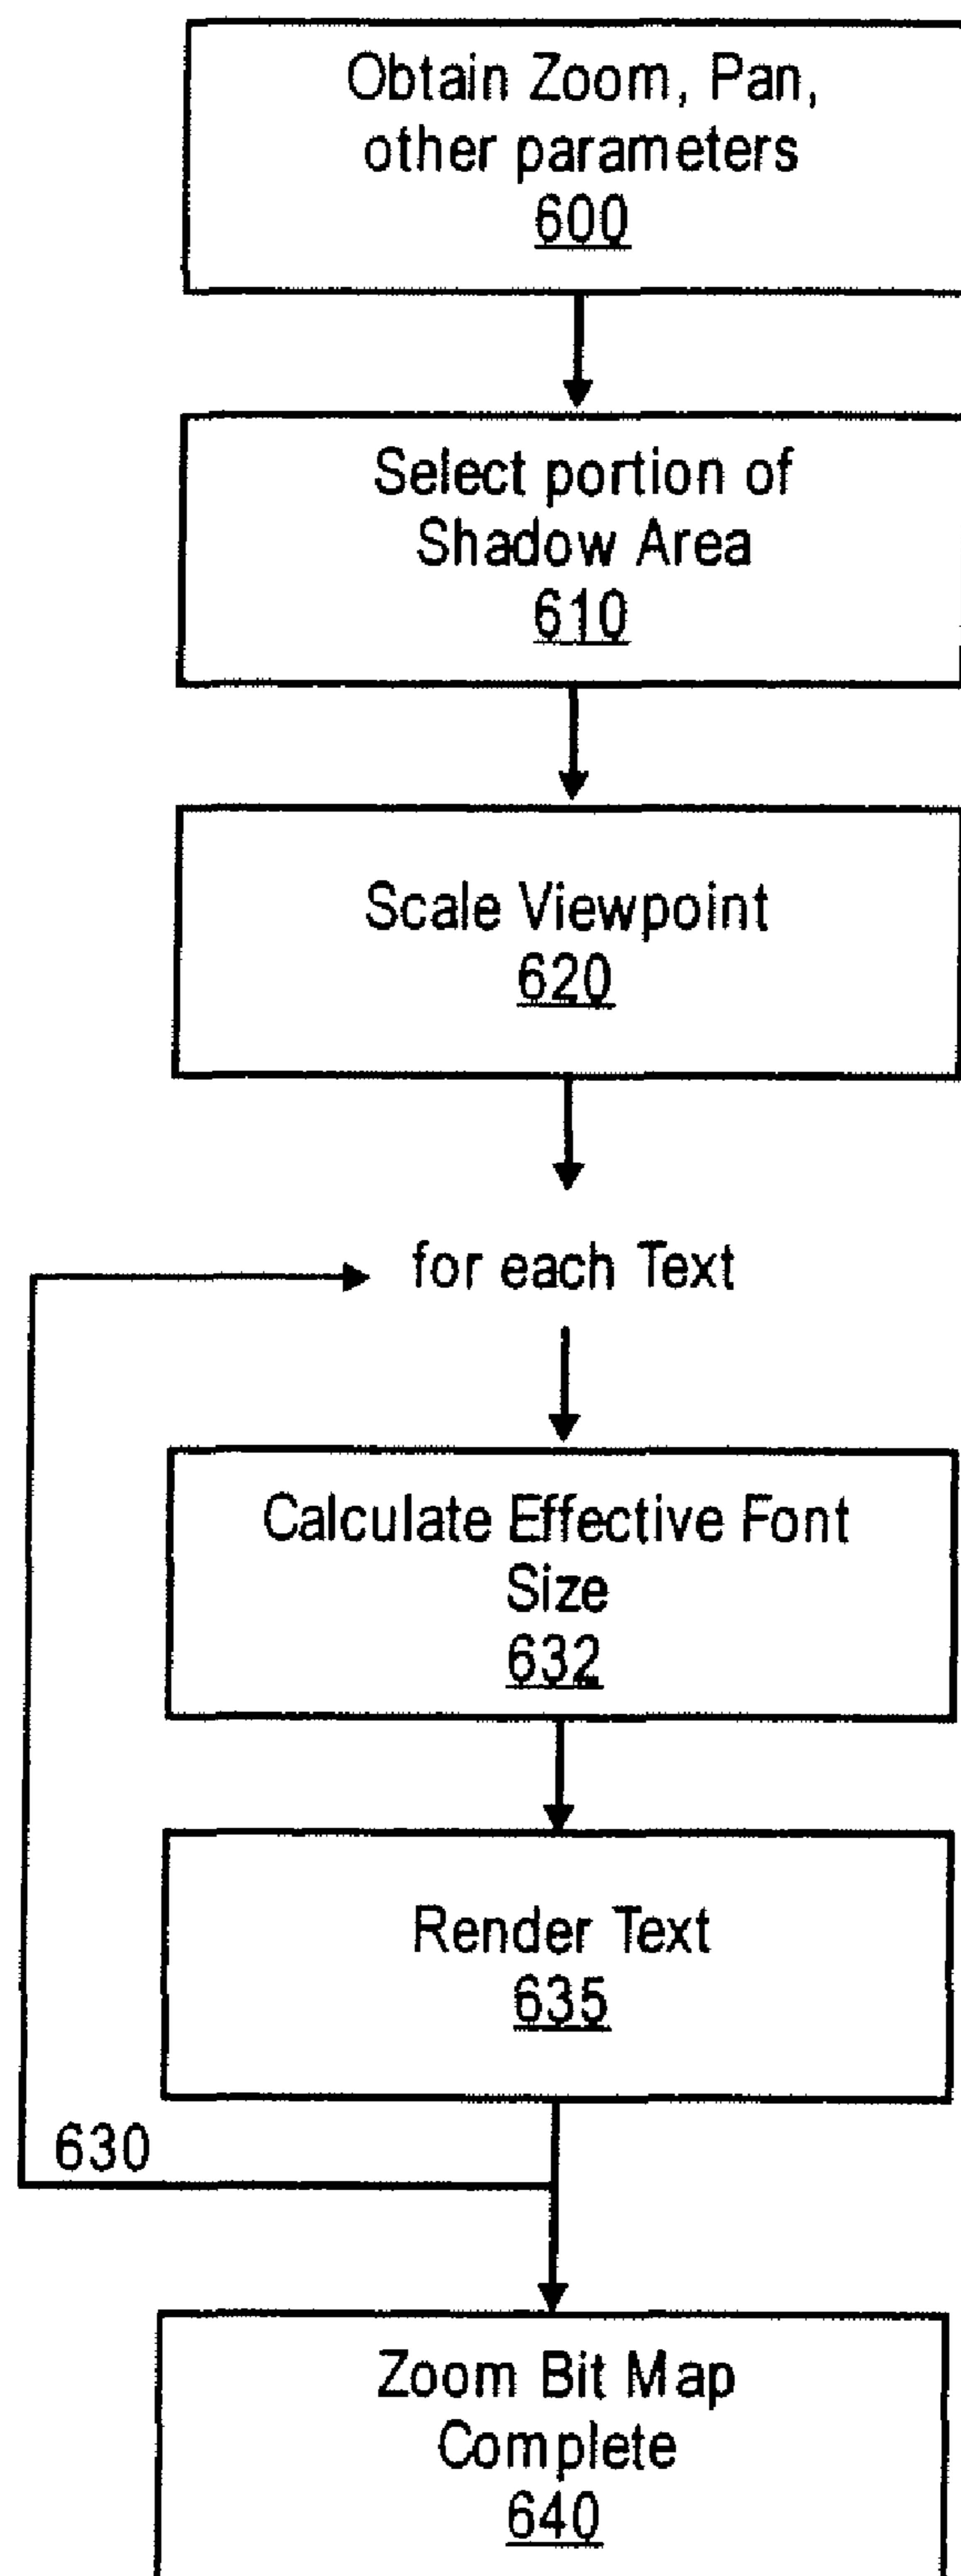 Obtain Zoom, Pan,
other parameters
600
Select portion of
Shadow Area
610
Scale Viewpoint
620
for each Text
Calculate Effective Font
Size
632
Render Text
635
630
Zoom Bit Map
Complete
640